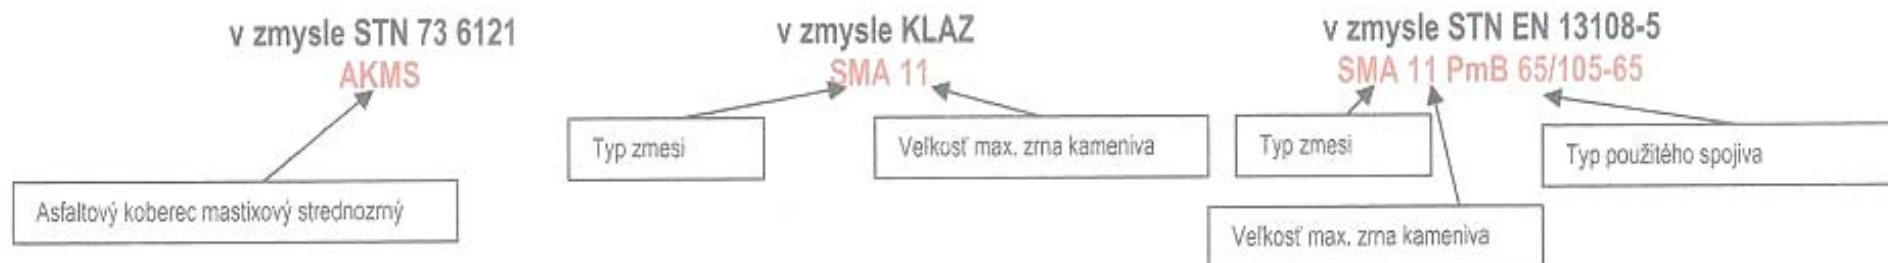 v zmysle STN 73 6121
AKMS
Asfaltový koberec mastixový strednozrný
v zmysle KLAZ
SMA 11
Typ zmesi
Veľkosť max. zrna kameniva
v zmysle STN EN 13108-5
SMA 11 PmB 65/105-65
Typ zmesi
Typ použitého spojiva
Veľkosť max. zrna kameniva